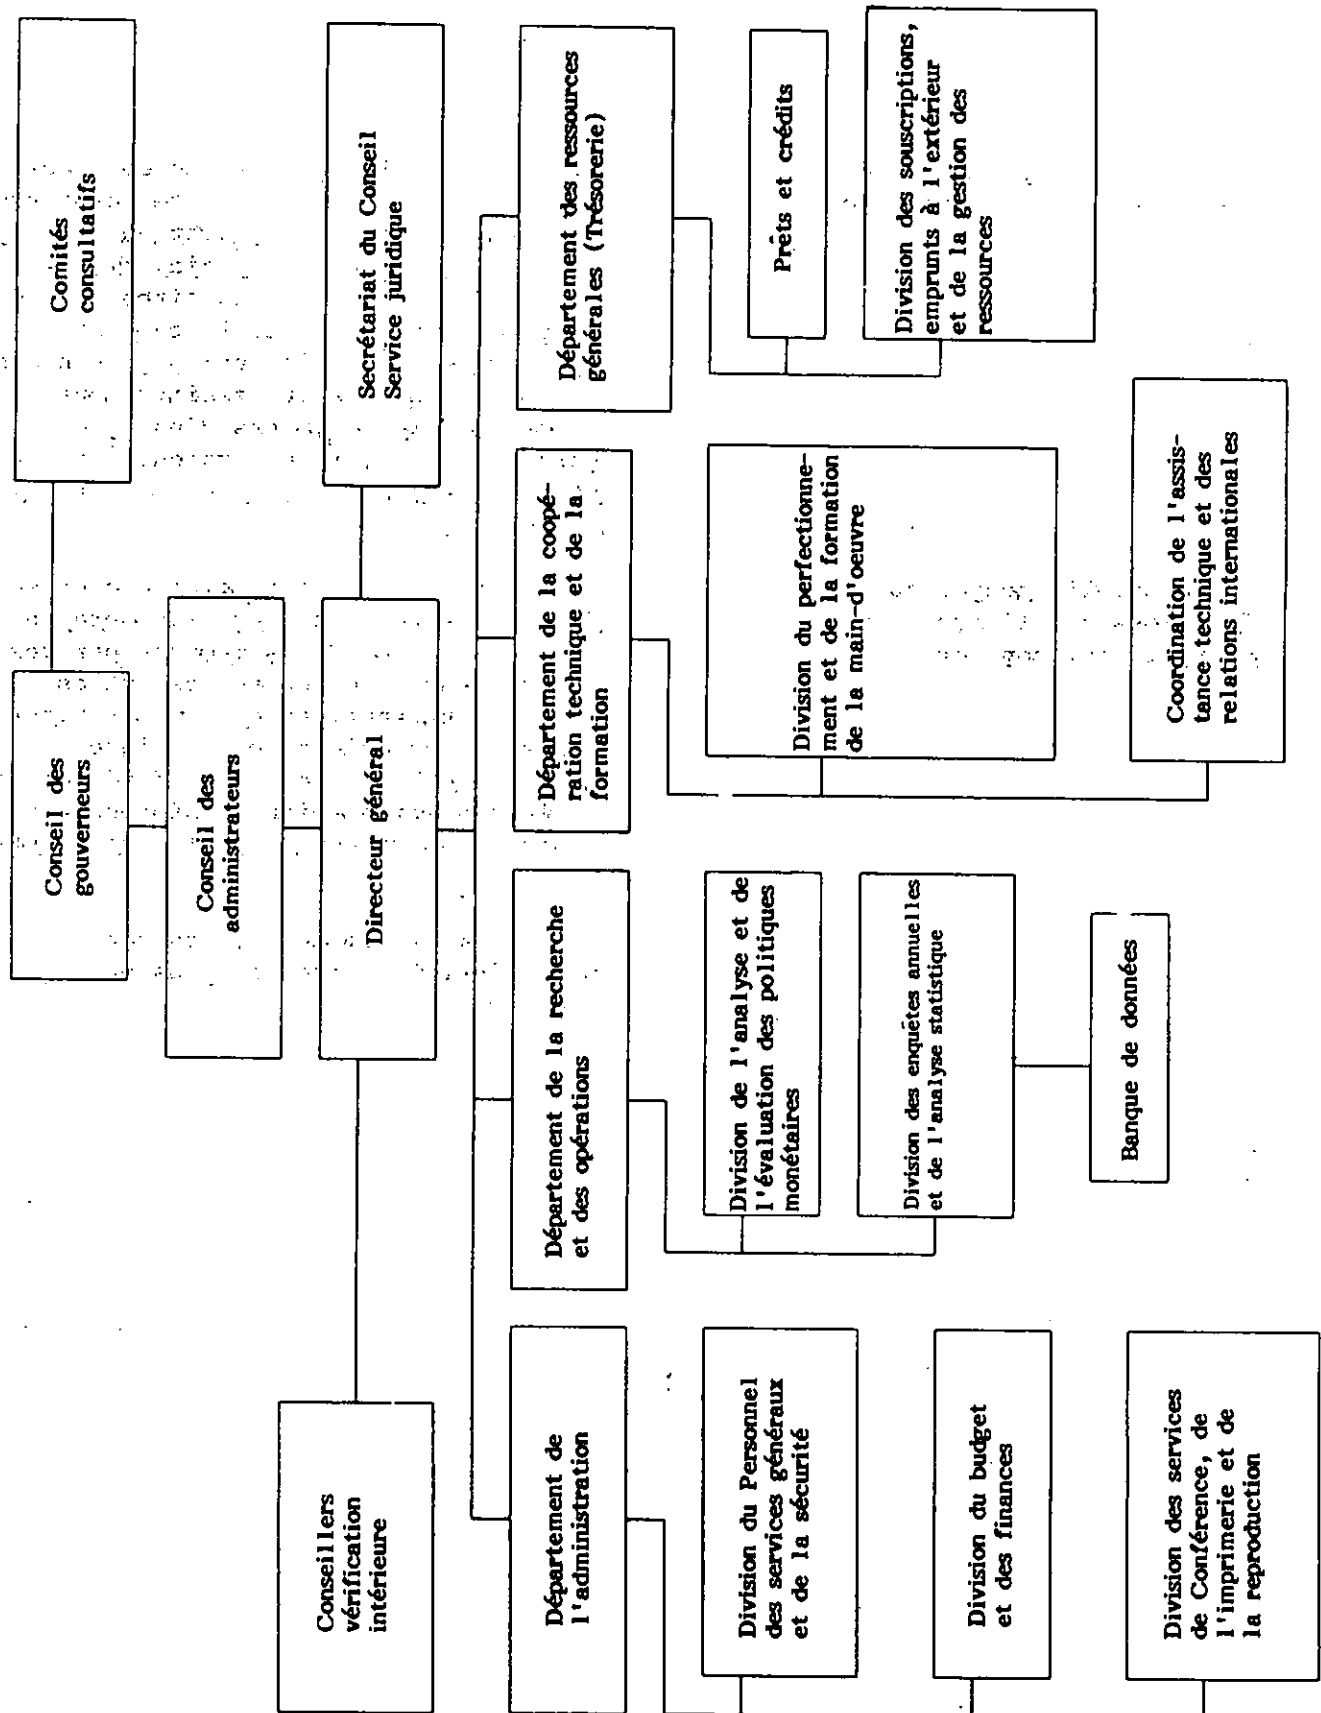 Conseil des
gouverneurs
Comités
consultatifs
Conseil des
administrateurs
Conseillers
vérification
intérieure
Directeur général
Secrétariat du Conseil
Service juridique
Département de
l'administration
Département de la recherche
et des opérations
Département de la coopé-
ration technique et de la
formation
Département des ressources
générales (Trésorerie)
Division du Personnel
des services généraux
et de la sécurité
Division du budget
et des finances
Division des services
de Conférence, de
l'imprimerie et de
la reproduction
Division de l'analyse et de
l'évaluation des politiques
monétaires
Division des enquêtes annuelles
et de l'analyse statistique
Banque de données
Division du perfectionne-
ment et de la formation
de la main-d'oeuvre
Coordination de l'assis-
tance technique et des
relations internationales
Prêts et crédits
Division des souscriptions,
emprunts à l'extérieur
et de la gestion des
ressources